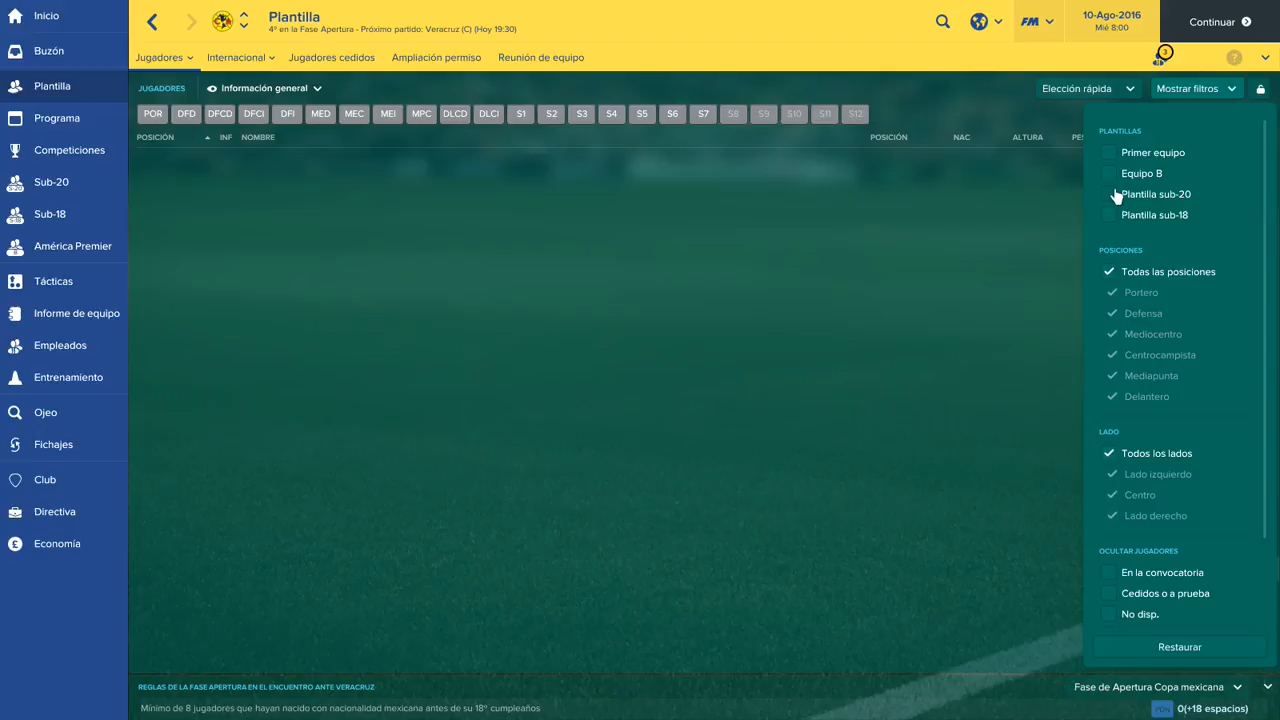 Inicio
Buzón
Plantilla
Programa
Competiciones
Sub-20
Sub-18
América Premier
Tácticas
Informe de equipo
Empleados
Entrenamiento
Ojeo
Fichajes
Club
Directiva
Economía
Plantilla
4º en la Fase Apertura - Próximo partido: Veracruz (C) (Hoy 19:30)
FM
10-Ago-2016
Mié 8:00
Continuar
Jugadores Internacional Jugadores cedidos Ampliación permiso Reunión de equipo
3
?
JUGADORES Información general Elección rápida Mostrar filtros
POR DFD DFCD DFCI DFI MED MEC MEI MPC DLCD DLCI S1 S2 S3 S4 S5 S6 S7 S8 S9 S10 S11 S12
POSICIÓN INF NOMBRE POSICIÓN NAC ALTURA PES
PLANTILLAS
Primer equipo
Equipo B
Plantilla sub-20
Plantilla sub-18
POSICIONES
Todas las posiciones
Portero
Defensa
Mediocentro
Centrocampista
Mediapunta
Delantero
LADO
Todos los lados
Lado izquierdo
Centro
Lado derecho
OCULTAR JUGADORES
En la convocatoria
Cedidos o a prueba
No disp.
Restaurar
REGLAS DE LA FASE APERTURA EN EL ENCUENTRO ANTE VERACRUZ
Fase de Apertura Copa mexicana
Mínimo de 8 jugadores que hayan nacido con nacionalidad mexicana antes de su 18º cumpleaños
0(+18 espacios)